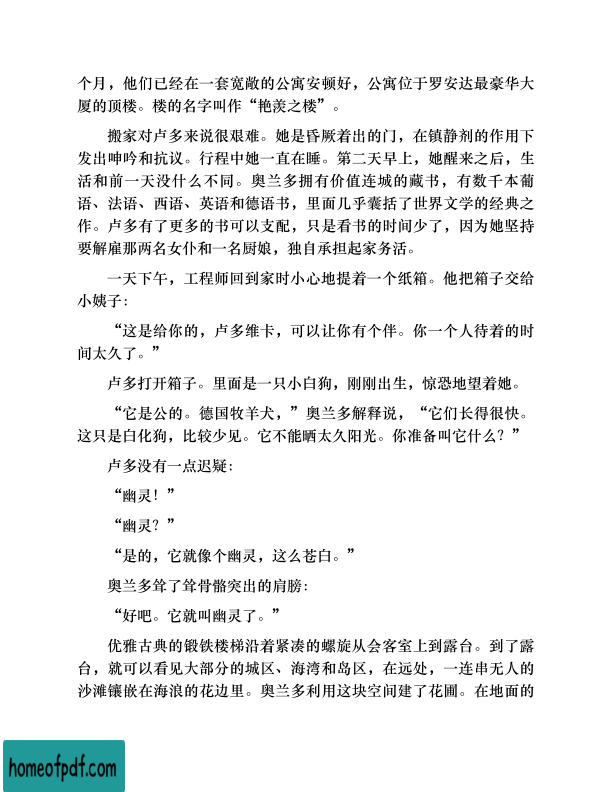 个月，他们已经在一套宽敞的公寓安顿好，公寓位于罗安达最豪华大
厦的顶楼。楼的名字叫作“艳羡之楼”。
搬家对卢多来说很艰难。她是昏厥着出的门，在镇静剂的作用下
发出呻吟和抗议。行程中她一直在睡。第二天早上，她醒来之后，生
活和前一天没什么不同。奥兰多拥有价值连城的藏书，有数千本葡
语、法语、西语、英语和德语书，里面几乎囊括了世界文学的经典之
作。卢多有了更多的书可以支配，只是看书的时间少了，因为她坚持
要解雇那两名女仆和一名厨娘，独自承担起家务活。
一天下午，工程师回到家时小心地提着一个纸箱。他把箱子交给
小姨子：
“这是给你的，卢多维卡，可以让你有个伴。你一个人待着的时
间太久了。”
卢多打开箱子。里面是一只小白狗，刚刚出生，惊恐地望着她。
“它是公的。德国牧羊犬，”奥兰多解释说，“它们长得很快。
这只是白化狗，比较少见。它不能晒太久阳光。你准备叫它什么？”
卢多没有一点迟疑：
“幽灵！”
“幽灵？”
“是的，它就像个幽灵，这么苍白。”
奥兰多耸了耸骨骼突出的肩膀：
“好吧。它就叫幽灵了。”
优雅古典的锻铁楼梯沿着紧凑的螺旋从会客室上到露台。到了露
台，就可以看见大部分的城区、海湾和岛区，在远处，一连串无人的
沙滩镶嵌在海浪的花边里。奥兰多利用这块空间建了花圃。在地面的
homeofpdf.com